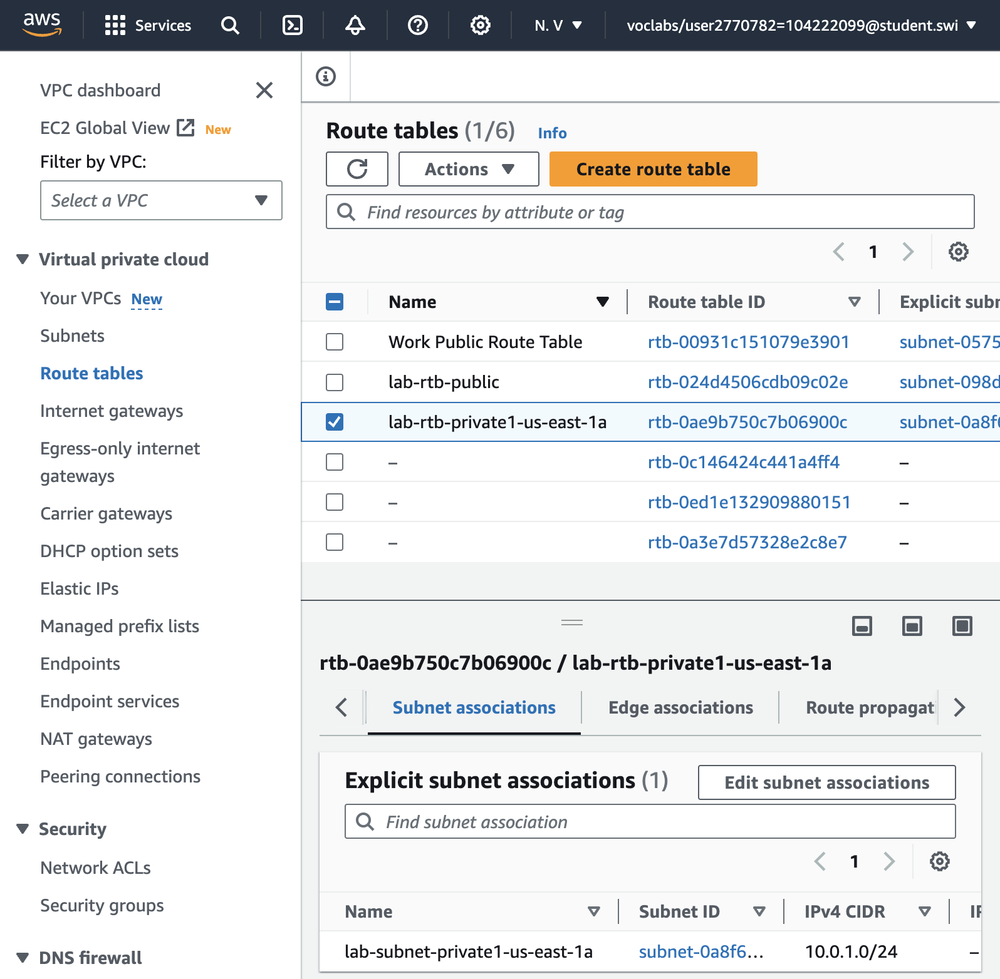 aws
Services
N. V
voclabs/user2770782=104222099@student.swi
VPC dashboard
EC2 Global View New
Filter by VPC:
Select a VPC
Virtual private cloud
Your VPCs New
Subnets
Route tables
Internet gateways
Egress-only internet
gateways
Carrier gateways
DHCP option sets
Elastic IPs
Managed prefix lists
Endpoints
Endpoint services
NAT gateways
Peering connections
Security
Network ACLs
Security groups
DNS firewall
Route tables (1/6) Info
Actions
Create route table
Find resources by attribute or tag
1
Name Route table ID Explicit subn
Work Public Route Table rtb-00931c151079e3901 subnet-0575
lab-rtb-public rtb-024d4506cdb09c02e subnet-098d
lab-rtb-private1-us-east-1a rtb-0ae9b750c7b06900c subnet-0a8f6
– rtb-0c146424c441a4ff4 –
– rtb-0ed1e132909880151 –
– rtb-0a3e7d57328e2c8e7 –
rtb-0ae9b750c7b06900c / lab-rtb-private1-us-east-1a
Subnet associations Edge associations Route propagat
Explicit subnet associations (1)
Edit subnet associations
Find subnet association
1
Name Subnet ID IPv4 CIDR IP
lab-subnet-private1-us-east-1a subnet-0a8f6... 10.0.1.0/24 –